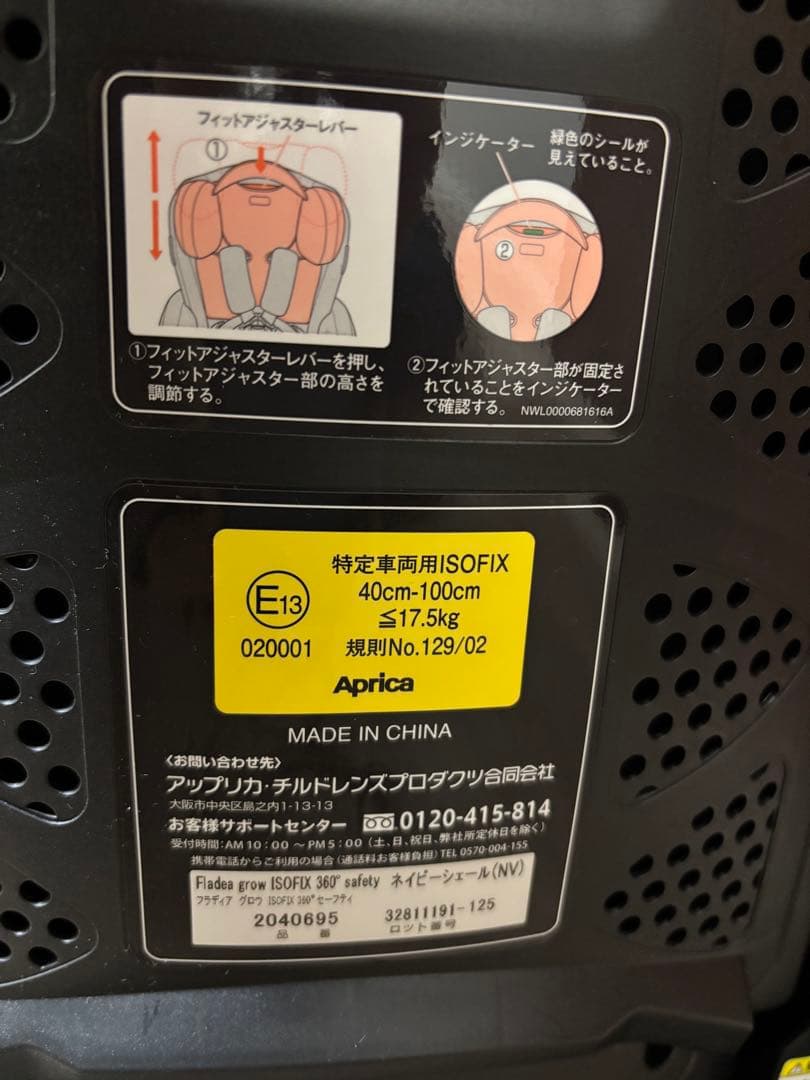 フィットアジャスターレバー
①
インジケーター
緑色のシールが
見えていること。
②
①フィットアジャスターレバーを押し、
フィットアジャスター部の高さを
調節する。
②フィットアジャスター部が固定さ
れていることをインジケーター
で確認する。 NWL0000681616A
特定車両用ISOFIX
40cm-100cm
≦17.5kg
規則No.129/02
E13
020001
Aprica
MADE IN CHINA
〈お問い合わせ先〉
アップリカ・チルドレンズプロダクツ合同会社
大阪市中央区島之内1-13-13
お客様サポートセンター 0120-415-814
受付時間:AM10:00～PM5:00(土、日、祝日、弊社所定休日を除く)
携帯電話からご利用の場合(通話料お客様負担)TEL 0570-004-155
Fladea grow ISOFIX 360° safety ネイビーシェール(NV)
フラディア グロウ ISOFIX 360°セーフティ
2040695 32811191-125
品番 ロット番号